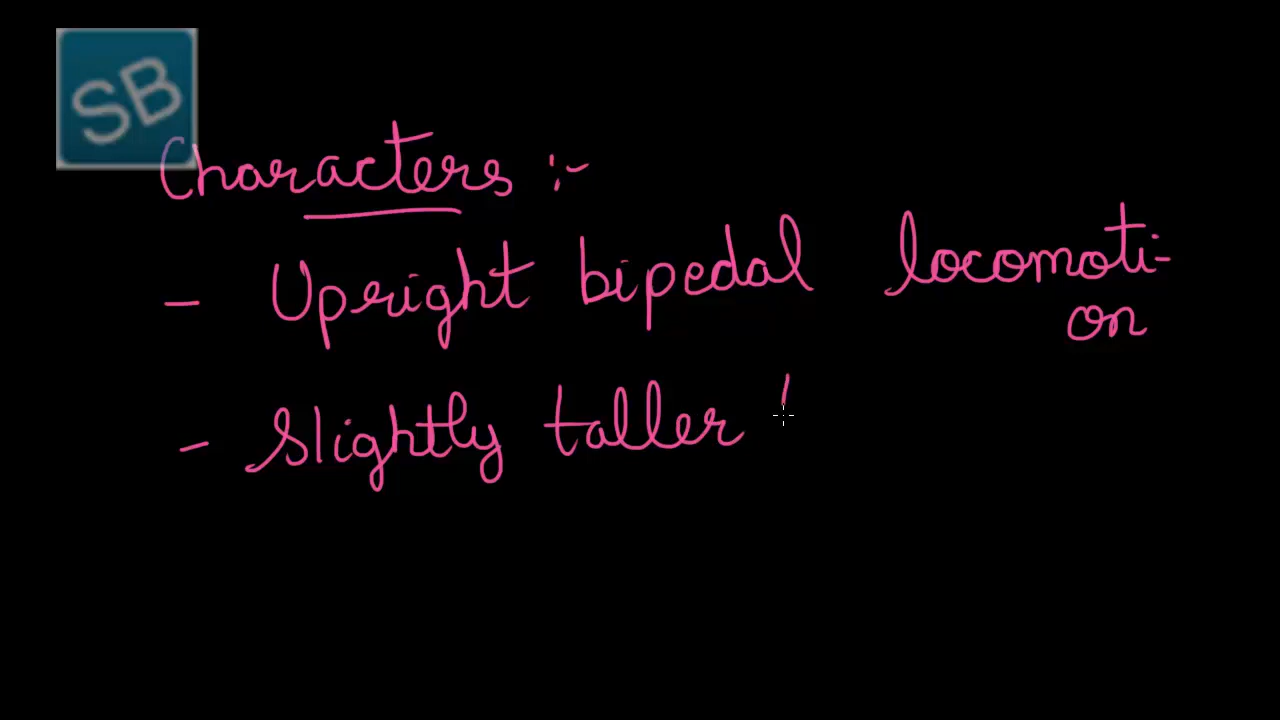 SB
Characters :-
- Upright bipedal locomoti-
on
- Slightly taller